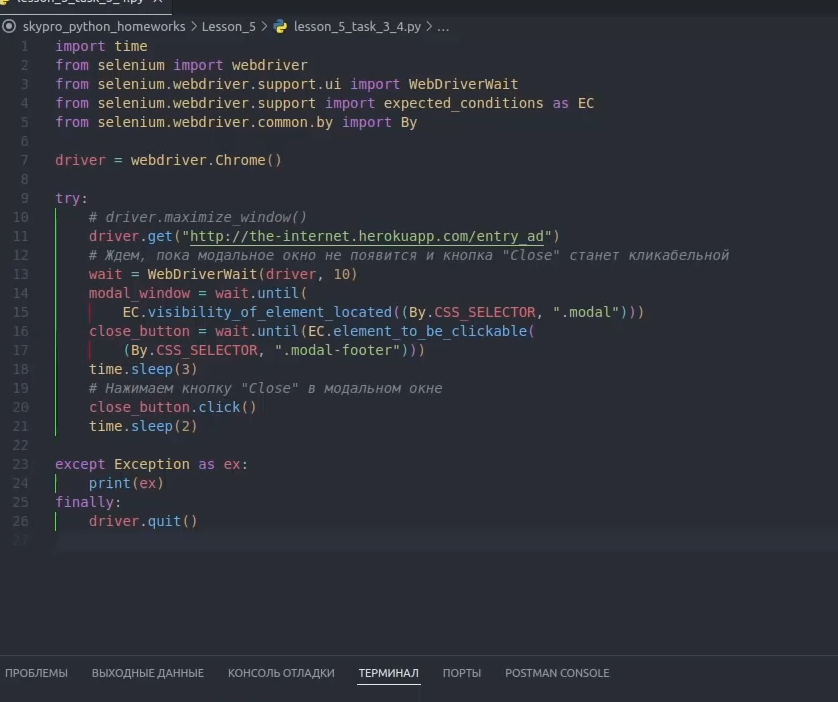 skypro_python_homeworks > Lesson_5 > lesson_5_task_3_4.py > ...
1 import time
2 from selenium import webdriver
3 from selenium.webdriver.support.ui import WebDriverWait
4 from selenium.webdriver.support import expected_conditions as EC
5 from selenium.webdriver.common.by import By
6
7 driver = webdriver.Chrome()
8
9 try:
10     # driver.maximize_window()
11     driver.get("http://the-internet.herokuapp.com/entry_ad")
12     # Ждем, пока модальное окно не появится и кнопка "Close" станет кликабельной
13     wait = WebDriverWait(driver, 10)
14     modal_window = wait.until(
15         EC.visibility_of_element_located((By.CSS_SELECTOR, ".modal")))
16     close_button = wait.until(EC.element_to_be_clickable(
17         (By.CSS_SELECTOR, ".modal-footer")))
18     time.sleep(3)
19     # Нажимаем кнопку "Close" в модальном окне
20     close_button.click()
21     time.sleep(2)
22
23 except Exception as ex:
24     print(ex)
25 finally:
26     driver.quit()
27
ПРОБЛЕМЫ ВЫХОДНЫЕ ДАННЫЕ КОНСОЛЬ ОТЛАДКИ ТЕРМИНАЛ ПОРТЫ POSTMAN CONSOLE